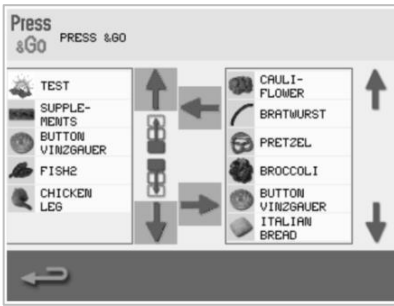 Press
&Go
PRESS &GO
TEST
SUPPLE-
MENTS
BUTTON
VINZGAUER
FISH2
CHICKEN
LEG
CAULI-
FLOWER
BRATWURST
PRETZEL
BROCCOLI
BUTTON
VINZGAUER
ITALIAN
BREAD